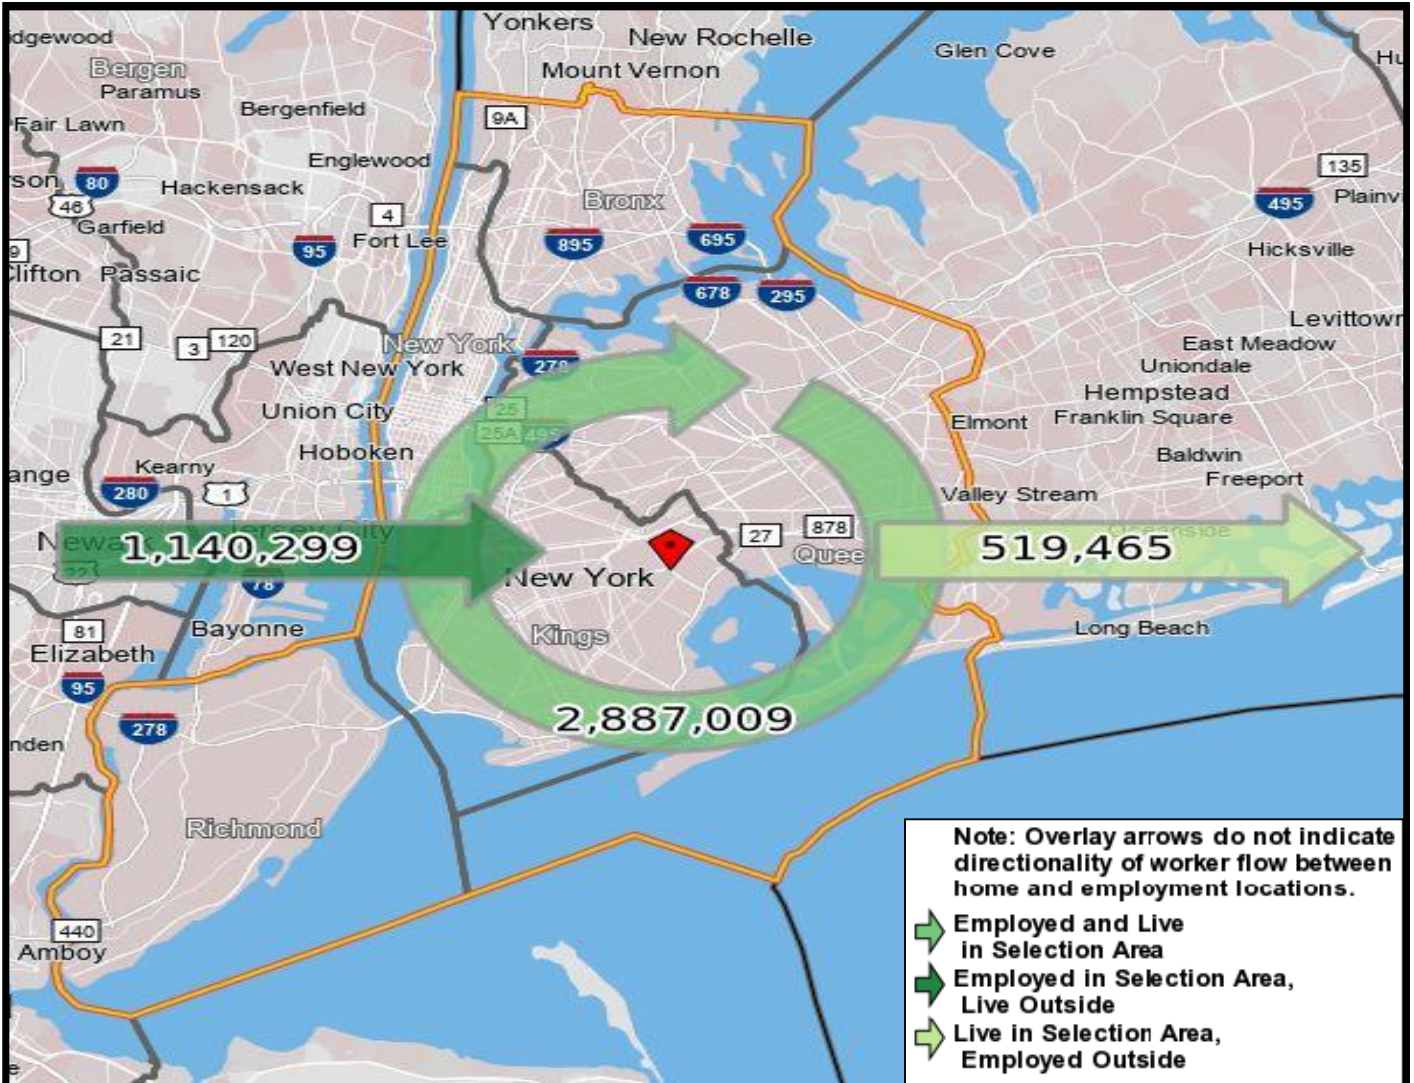 Yonkers
New Rochelle
Glen Cove
Bergen
Mount Vernon
Paramus
Bergenfield
9A
Fair Lawn
Englewood
80
Hackensack
135
46
Bronx
495
Garfield
4
Fort Lee
95
895
695
Hicksville
Clifton
Passaic
678
295
21
3
120
New York
East Meadow
West New York
278
Uniondale
Hempstead
Union City
25
Franklin Square
Elmont
25A
495
Hoboken
Baldwin
Kearny
Freeport
280
1
Valley Stream
Jersey City
878
27
Oceanside
Newark
1,140,299
519,465
New York
78
81
Bayonne
Kings
Long Beach
Elizabeth
95
2,887,009
278
Richmond
440
Amboy
Note: Overlay arrows do not indicate
directionality of worker flow between
home and employment locations.
Employed and Live
in Selection Area
Employed in Selection Area,
Live Outside
Live in Selection Area,
Employed Outside